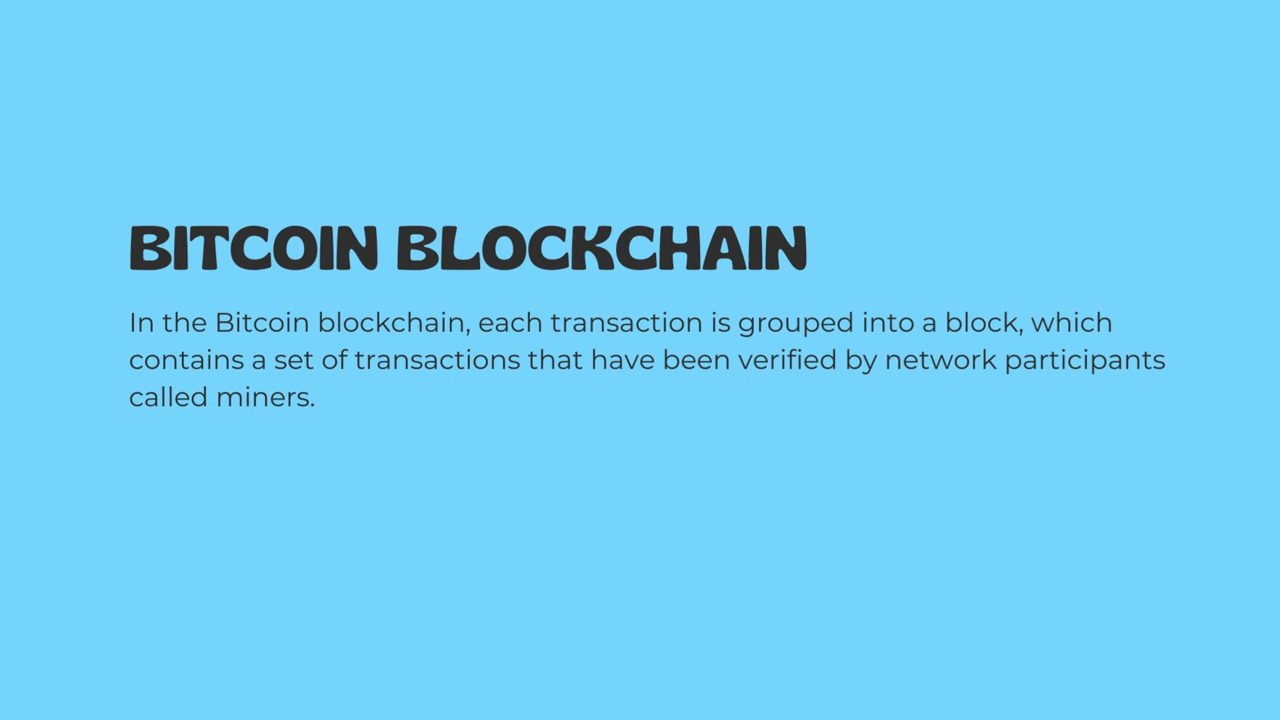 BITCOIN BLOCKCHAIN
In the Bitcoin blockchain, each transaction is grouped into a block, which
contains a set of transactions that have been verified by network participants
called miners.